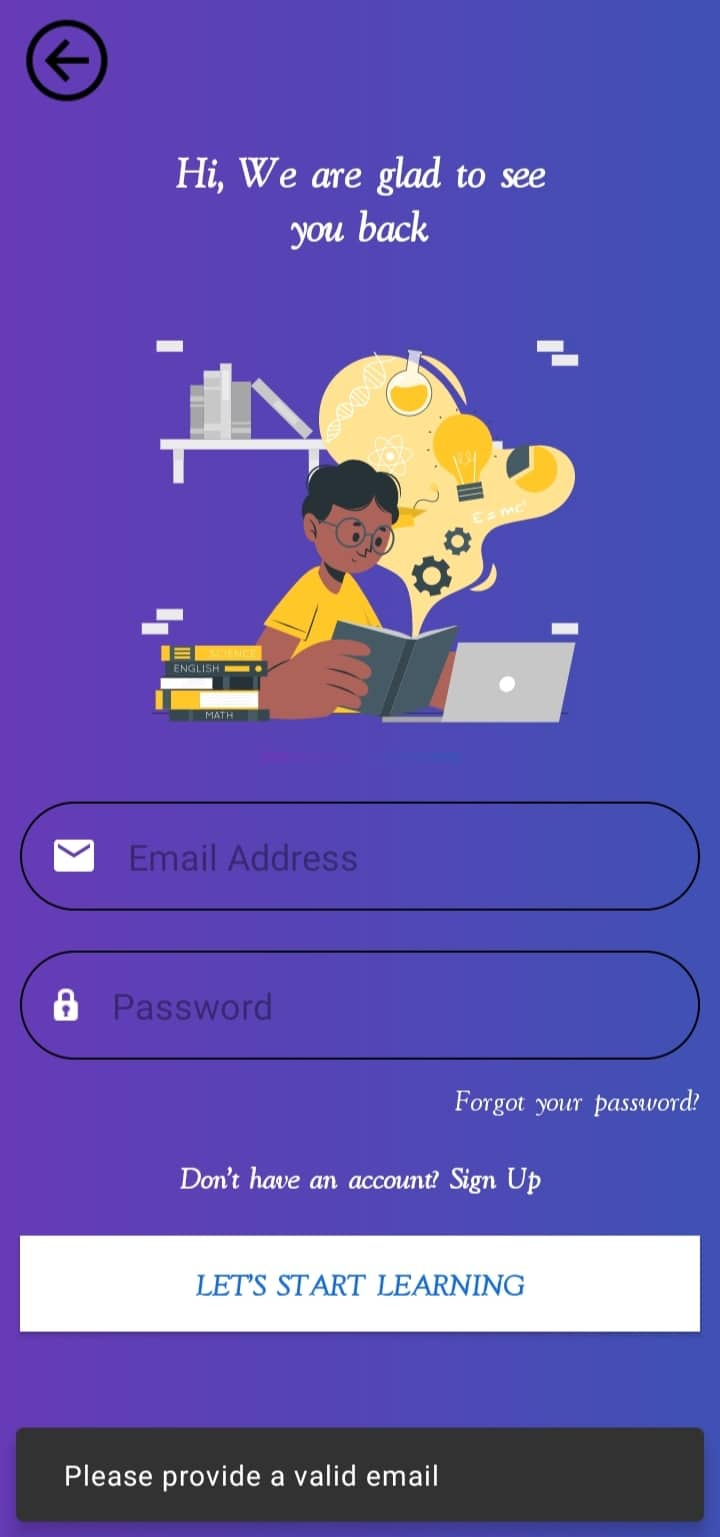 Hi, We are glad to see
you back
E = mc²
SCIENCE
ENGLISH
MATH
Email Address
Password
Forgot your password?
Don't have an account? Sign Up
LET'S START LEARNING
Please provide a valid email